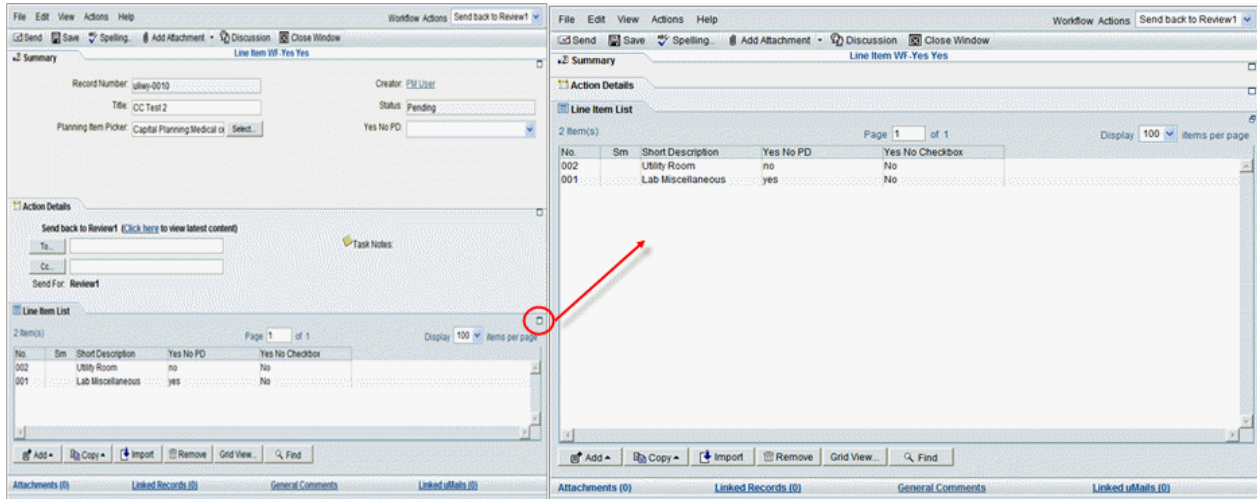 File Edit View Actions Help Workflow Actions Send back to Review1
Send Save Spelling.. Add Attachment Discussion Close Window
Line Item WF-Yes Yes
Summary
Record Number: uliwy-0010 Creator: PM User
Title: CC Test 2 Status: Pending
Planning Item Picker: Capital Planning:Medical o Select... Yes No PD:
Action Details
Send back to Review1 (Click here to view latest content)
To... Task Notes:
Cc...
Send For: Review1
Line Item List
2 Item(s) Page 1 of 1 Display 100 items per page
No. Sm Short Description Yes No PD Yes No Checkbox
002 Utility Room no No
001 Lab Miscellaneous yes No
Add Copy Import Remove Grid View... Find
Attachments (0) Linked Records (0) General Comments Linked uMails (0)
File Edit View Actions Help Workflow Actions Send back to Review1
Send Save Spelling.. Add Attachment Discussion Close Window
Line Item WF-Yes Yes
Summary
Action Details
Line Item List
2 Item(s) Page 1 of 1 Display 100 items per page
No. Sm Short Description Yes No PD Yes No Checkbox
002 Utility Room no No
001 Lab Miscellaneous yes No
Add Copy Import Remove Grid View... Find
Attachments (0) Linked Records (0) General Comments Linked uMails (0)